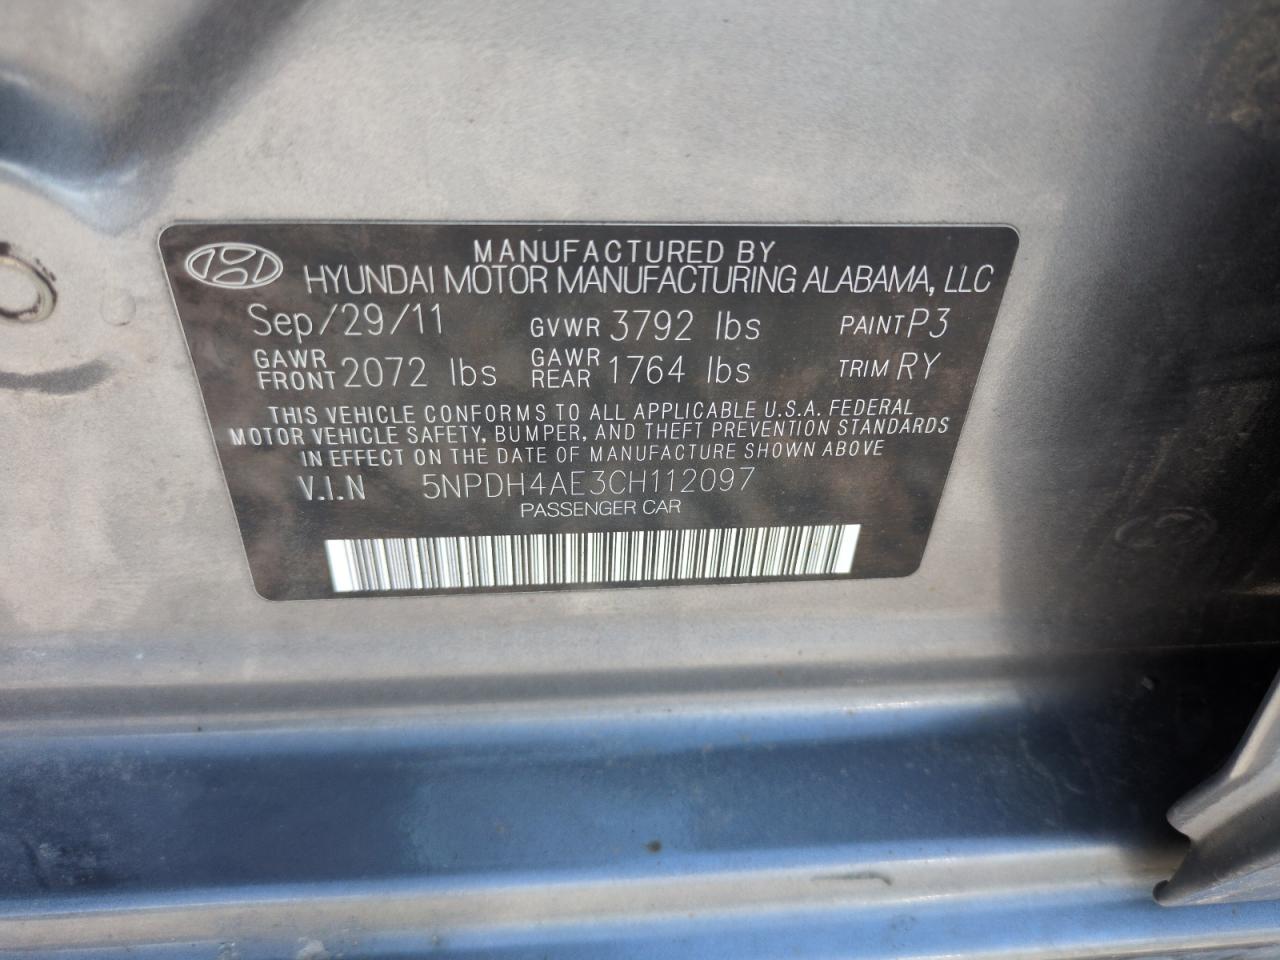 MANUFACTURED BY
HYUNDAI MOTOR MANUFACTURING ALABAMA, LLC
Sep/29/11 GVWR 3792 lbs PAINT P3
GAWR FRONT 2072 lbs GAWR REAR 1764 lbs TRIM RY
THIS VEHICLE CONFORMS TO ALL APPLICABLE U.S.A. FEDERAL
MOTOR VEHICLE SAFETY, BUMPER, AND THEFT PREVENTION STANDARDS
IN EFFECT ON THE DATE OF MANUFACTURE SHOWN ABOVE
V.I.N 5NPDH4AE3CH112097
PASSENGER CAR